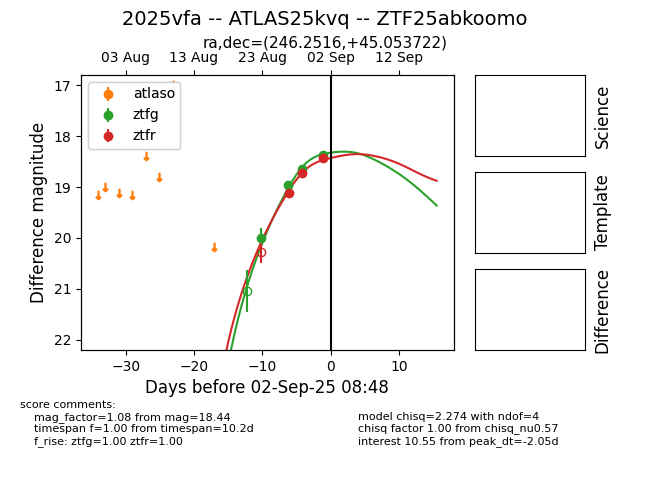 2025vfa -- ATLAS25kvq -- ZTF25abkoomo
ra,dec=(246.2516,+45.053722)
03 Aug 13 Aug 23 Aug 02 Sep 12 Sep
17
18
19
20
21
22
Difference magnitude
atlaso
ztfg
ztfr
−30 −20 −10 0 10
Days before 02-Sep-25 08:48
Science
Template
Difference
score comments:
mag_factor=1.08 from mag=18.44
timespan f=1.00 from timespan=10.2d
f_rise: ztfg=1.00 ztfr=1.00
model chisq=2.274 with ndof=4
chisq factor 1.00 from chisq_nu0.57
interest 10.55 from peak_dt=-2.05d